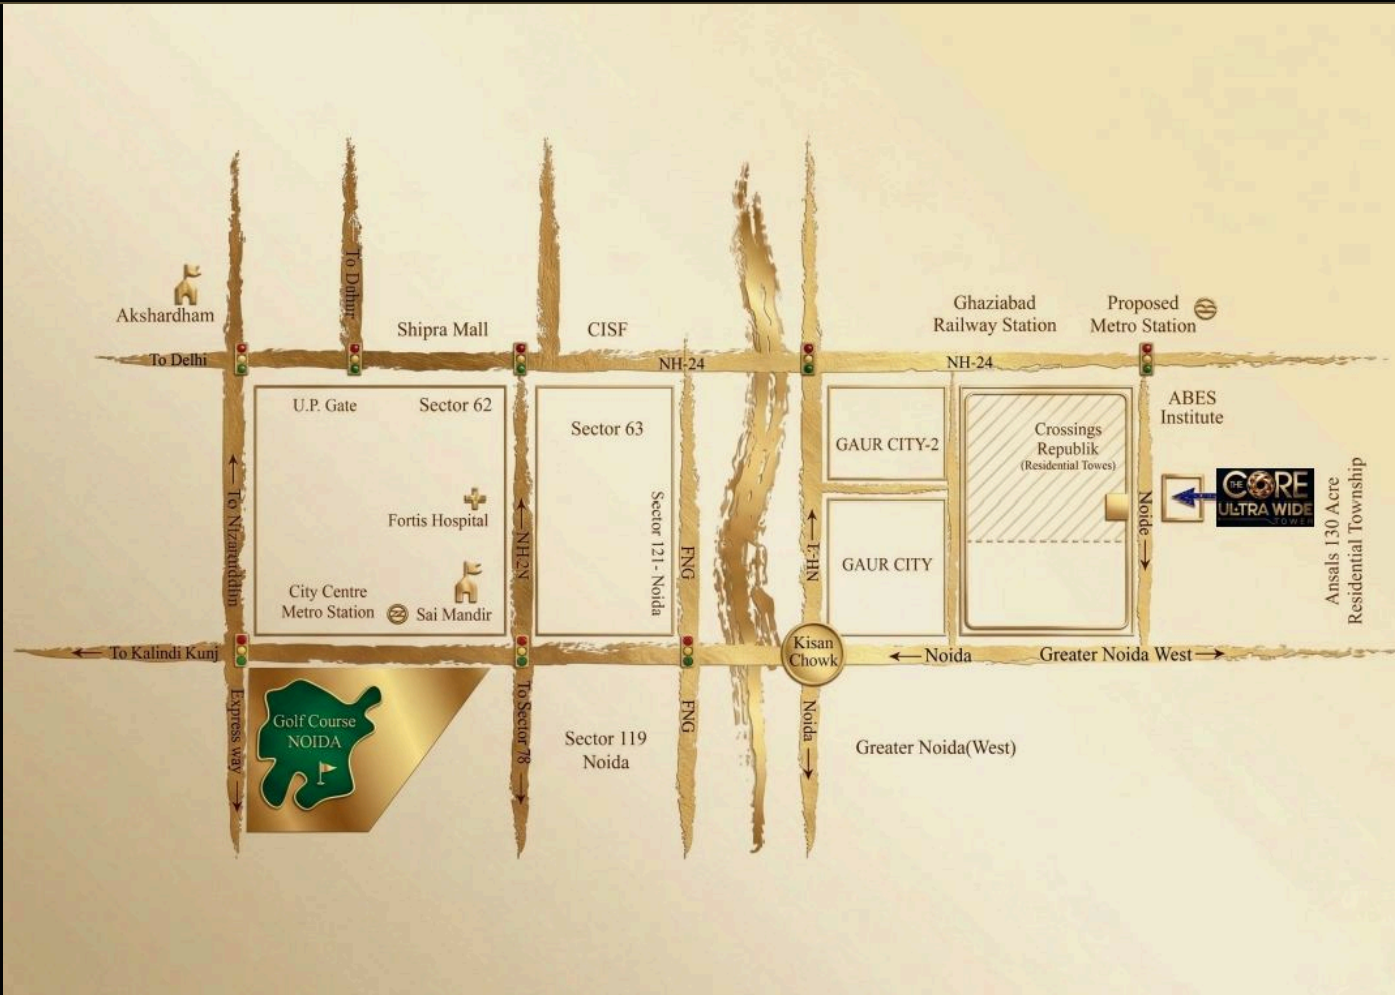 Akshardham
To Dabur
Shipra Mall
CISF
Ghaziabad
Railway Station
Proposed
Metro Station
To Delhi
NH-24
NH-24
U.P. Gate
Sector 62
Sector 63
GAUR CITY-2
Crossings
Republik
(Residential Towes)
ABES
Institute
THE
CORE
ULTRA WIDE
TOWER
Ansals 130 Acre
Residential Township
To Nizamuddin
Fortis Hospital
NH2N
Sector 121- Noida
FNG
GAUR CITY
Noide
City Centre
Metro Station
Sai Mandir
To Kalindi Kunj
Kisan
Chowk
Noida
Greater Noida West
Express way
Golf Course
NOIDA
To Sector 78
Sector 119
Noida
FNG
Noida
Greater Noida(West)